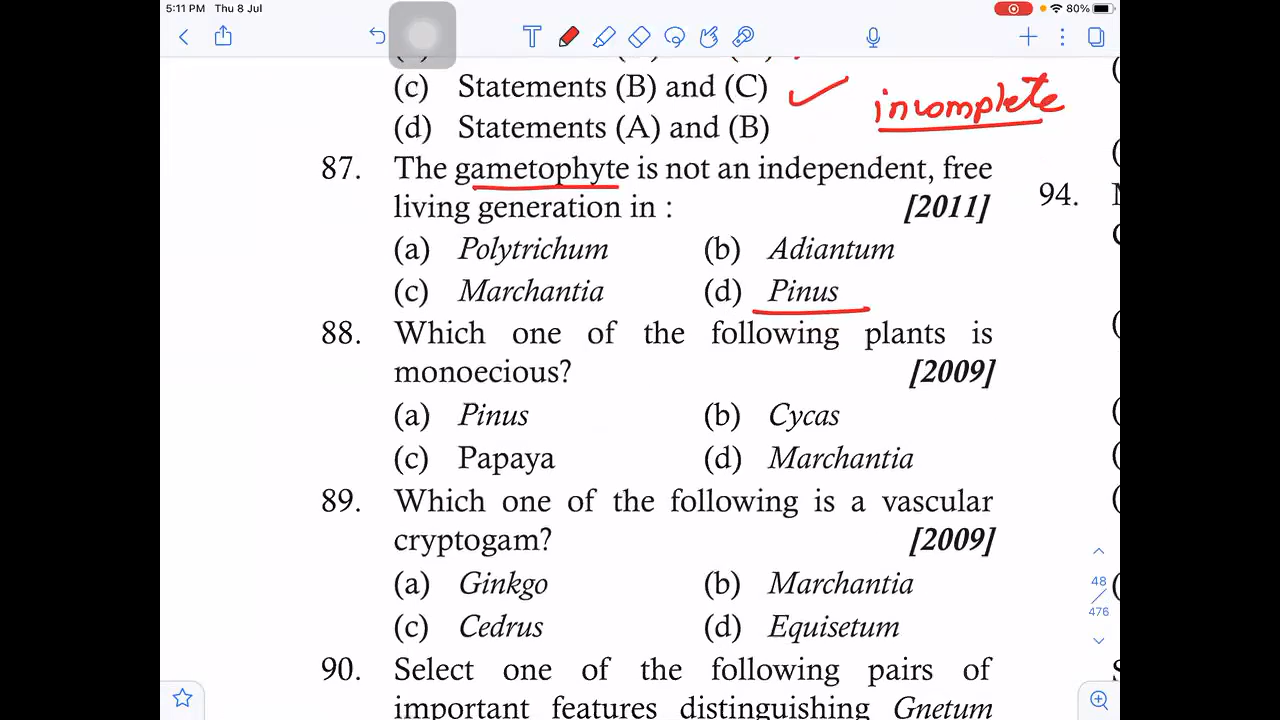 5:11 PM Thu 8 Jul
80%
(c) Statements (B) and (C)
incomplete
(d) Statements (A) and (B)
87. The gametophyte is not an independent, free
living generation in : [2011]
94.
(a) Polytrichum (b) Adiantum
(c) Marchantia (d) Pinus
88. Which one of the following plants is
monoecious? [2009]
(a) Pinus (b) Cycas
(c) Papaya (d) Marchantia
89. Which one of the following is a vascular
cryptogam? [2009]
(a) Ginkgo (b) Marchantia
(c) Cedrus (d) Equisetum
48
476
90. Select one of the following pairs of
important features distinguishing Gnetum